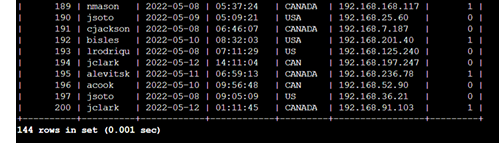 | 189 | nmason | 2022-05-08 | 05:37:24 | CANADA | 192.168.168.117 | 1 |
| 190 | jsoto | 2022-05-09 | 05:09:21 | USA | 192.168.25.60 | 0 |
| 191 | cjackson | 2022-05-08 | 06:46:07 | CANADA | 192.168.7.187 | 0 |
| 192 | bisles | 2022-05-10 | 08:32:03 | USA | 192.168.201.40 | 1 |
| 193 | lrodriqu | 2022-05-08 | 07:11:29 | US | 192.168.125.240 | 0 |
| 194 | jclark | 2022-05-12 | 14:11:04 | CAN | 192.168.197.247 | 0 |
| 195 | alevitsk | 2022-05-11 | 06:59:13 | CANADA | 192.168.236.78 | 1 |
| 196 | acook | 2022-05-10 | 09:56:48 | CAN | 192.168.52.90 | 0 |
| 197 | jsoto | 2022-05-08 | 09:05:09 | US | 192.168.36.21 | 0 |
| 200 | jclark | 2022-05-12 | 01:11:45 | CANADA | 192.168.91.103 | 1 |
144 rows in set (0.001 sec)